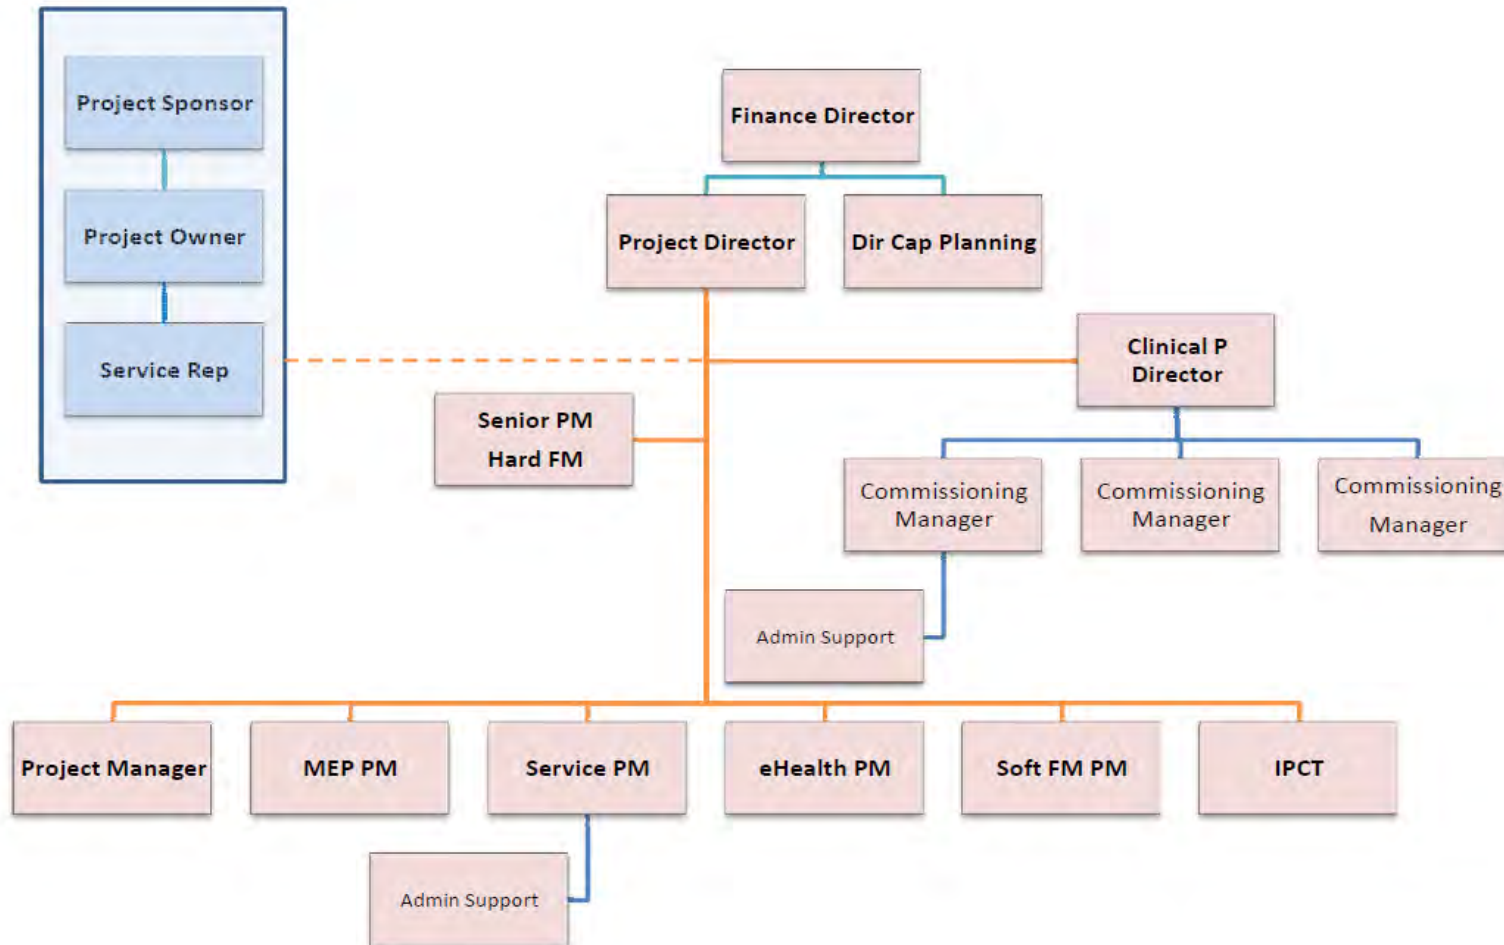 Project Sponsor
Project Owner
Service Rep
Finance Director
Project Director
Dir Cap Planning
Clinical P
Director
Senior PM
Hard FM
Commissioning
Manager
Commissioning
Manager
Commissioning
Manager
Admin Support
Project Manager
MEP PM
Service PM
eHealth PM
Soft FM PM
IPCT
Admin Support